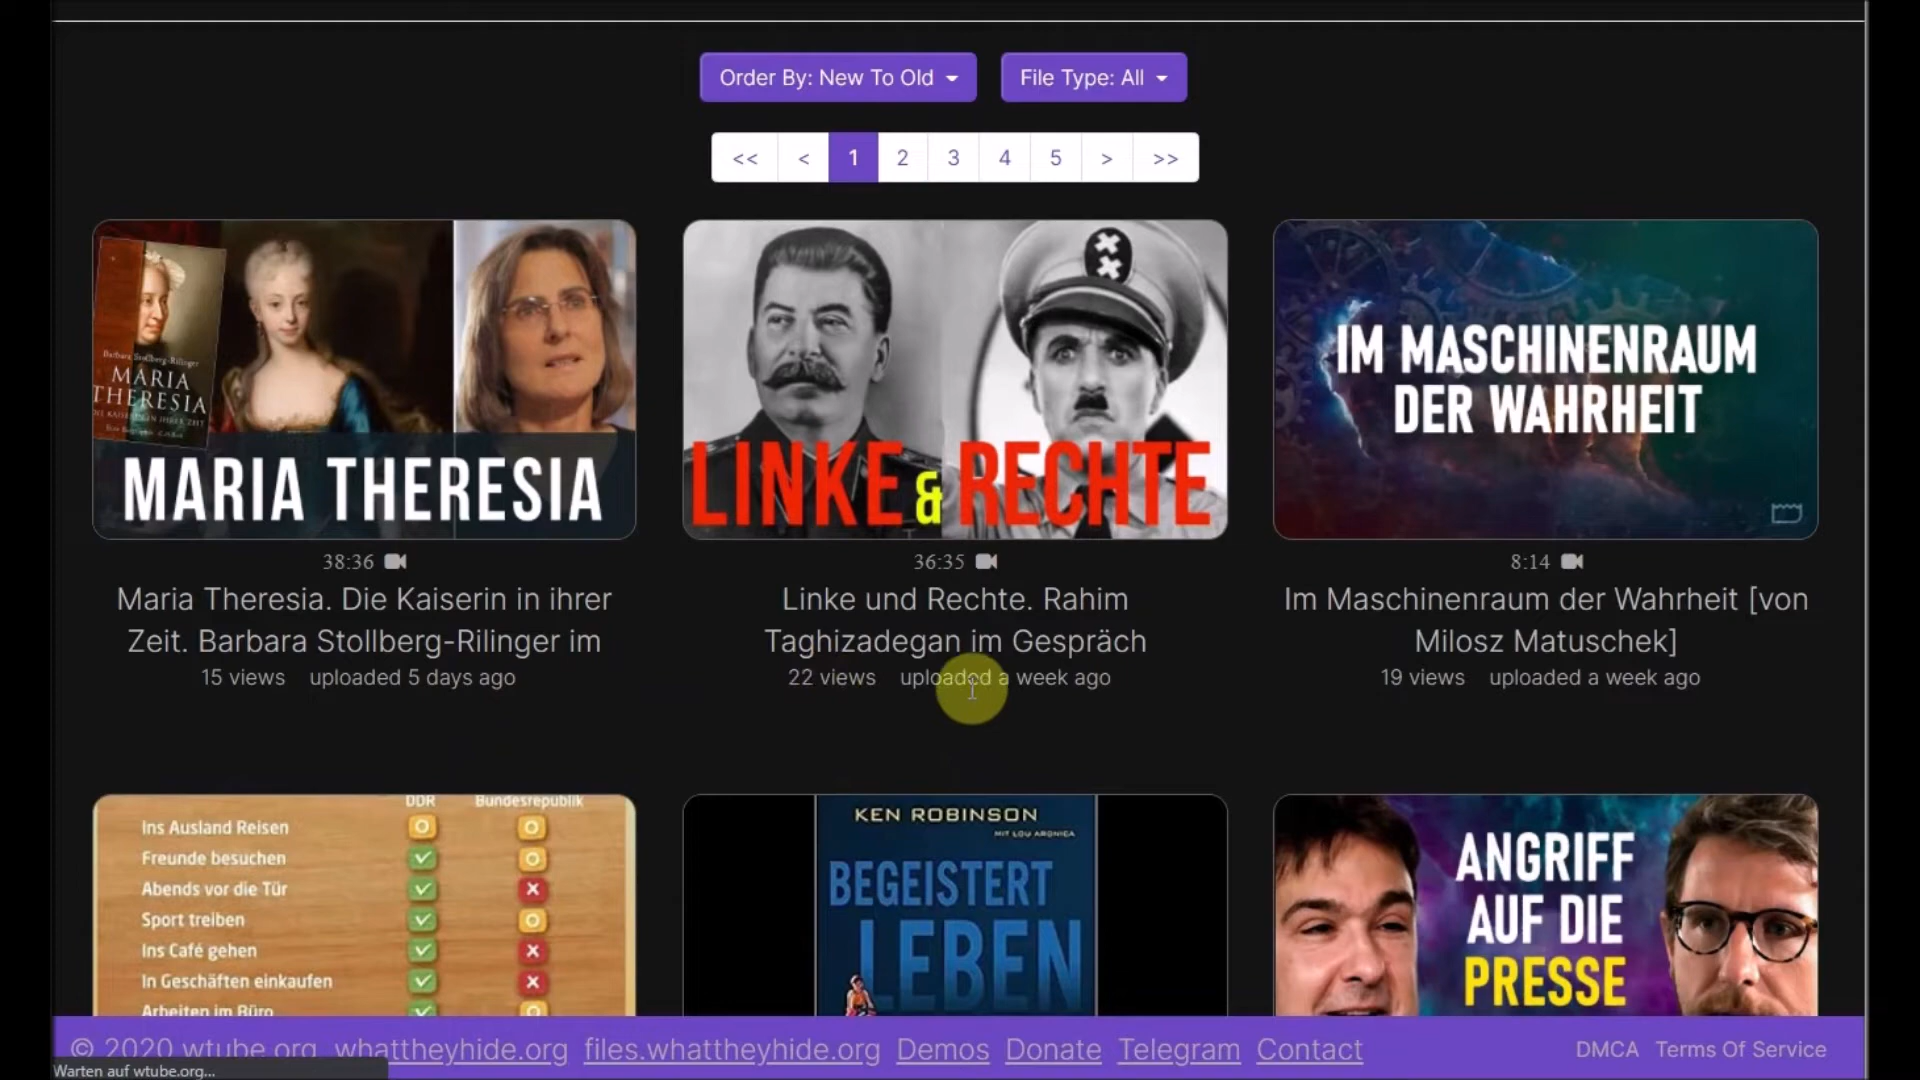 Order By: New To Old
File Type: All
<< < 1 2 3 4 5 > >>
Barbara Stollberg-Rilinger
MARIA
THERESIA
MARIA THERESIA
LINKE & RECHTE
IM MASCHINENRAUM
DER WAHRHEIT
38:36
Maria Theresia. Die Kaiserin in ihrer
Zeit. Barbara Stollberg-Rilinger im
15 views uploaded 5 days ago
36:35
Linke und Rechte. Rahim
Taghizadegan im Gespräch
22 views uploaded a week ago
8:14
Im Maschinenraum der Wahrheit [von
Milosz Matuschek]
19 views uploaded a week ago
DDR Bundesrepublik
Ins Ausland Reisen
Freunde besuchen
Abends vor die Tür
Sport treiben
Ins Café gehen
In Geschäften einkaufen
Arbeiten im Büro
KEN ROBINSON
MIT LOU ARONICA
BEGEISTERT
LEBEN
ANGRIFF
AUF DIE
PRESSE
© 2020 wtube.org whattheyhide.org files.whattheyhide.org Demos Donate Telegram Contact
DMCA Terms Of Service
Warten auf wtube.org...